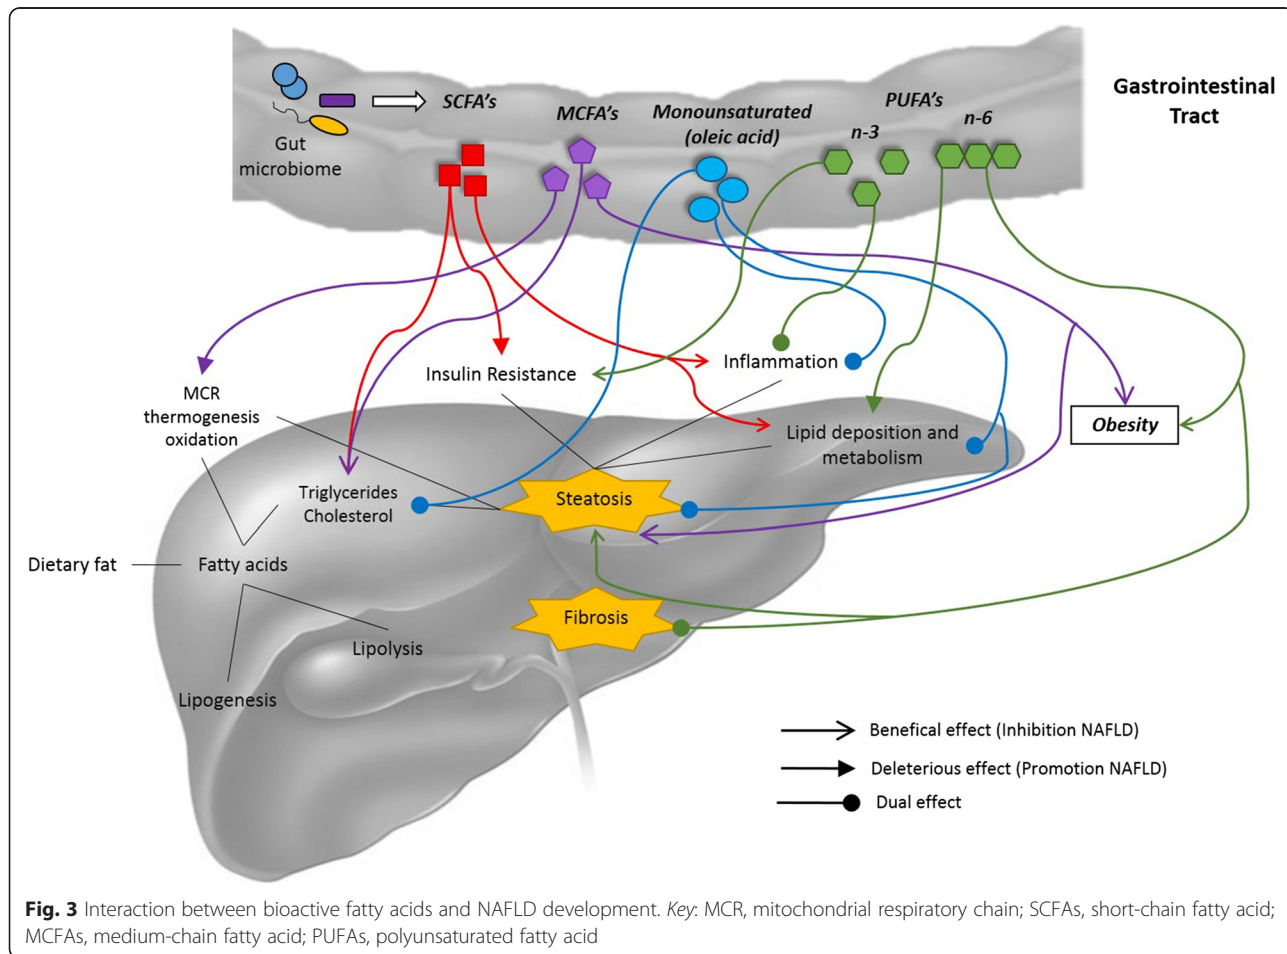 Gastrointestinal
Tract
SCFA's
MCFA's
Monounsaturated
(oleic acid)
PUFA's
n-3
n-6
Gut
microbiome
Inflammation
Insulin Resistance
MCR
thermogenesis
oxidation
Obesity
Lipid deposition and
metabolism
Triglycerides
Cholesterol
Steatosis
Dietary fat
Fatty acids
Fibrosis
Lipolysis
Lipogenesis
Benefical effect (Inhibition NAFLD)
Deleterious effect (Promotion NAFLD)
Dual effect
Fig. 3 Interaction between bioactive fatty acids and NAFLD development. Key: MCR, mitochondrial respiratory chain; SCFAs, short-chain fatty acid;
MCFAs, medium-chain fatty acid; PUFAs, polyunsaturated fatty acid